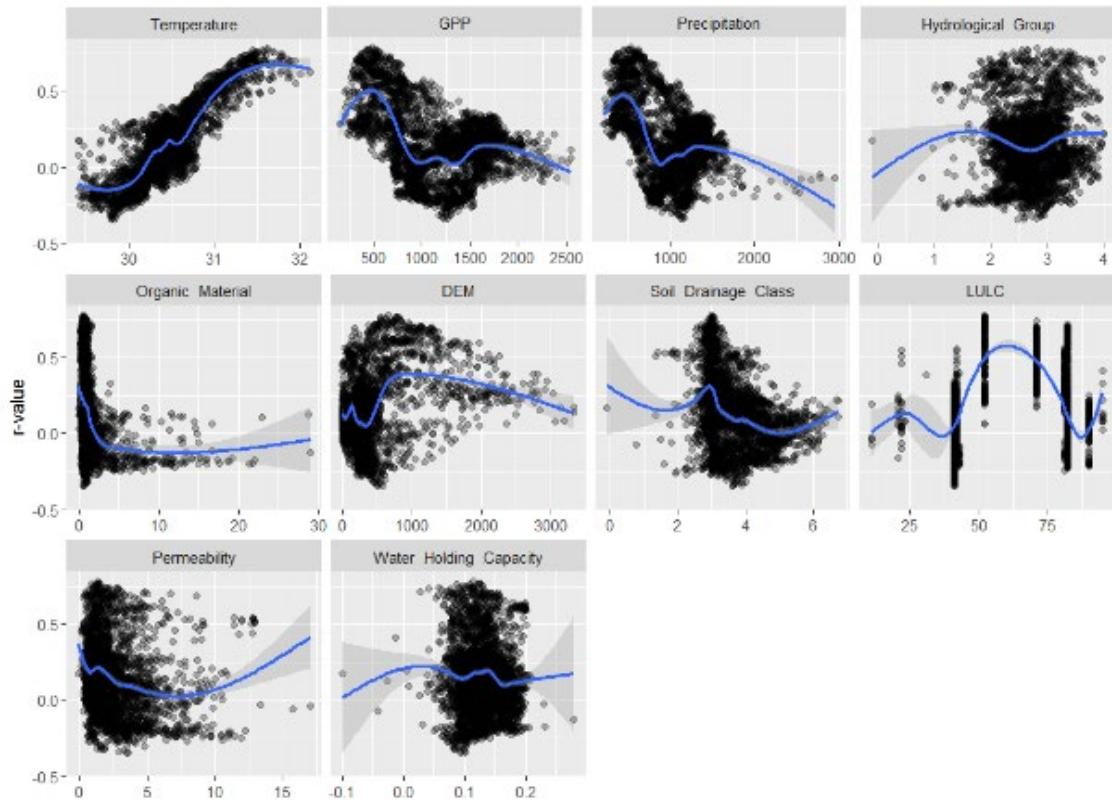 Temperature
GPP
Precipitation
Hydrological Group
0.5
0.0
-0.5
30 31 32
500 1000 1500 2000 2500
1000 2000 3000
0 1 2 3 4
Organic Material
DEM
Soil Drainage Class
LULC
r-value
0.5
0.0
-0.5
0 10 20 30
0 1000 2000 3000
0 2 4 6
25 50 75
Permeability
Water Holding Capacity
0.5
0.0
-0.5
0 5 10 15
-0.1 0.0 0.1 0.2